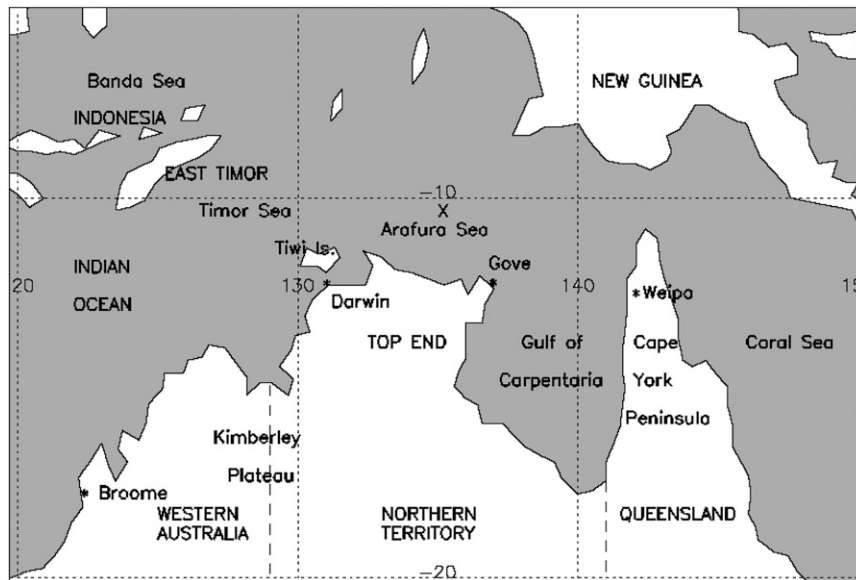 Banda Sea
NEW GUINEA
INDONESIA
EAST TIMOR
-10
Timor Sea
X
Arafura Sea
Tiwi Is.
Gove
INDIAN
20
130
140
15
*
*
* Weipa
OCEAN
Darwin
TOP END
Gulf of
Cape
Coral Sea
Carpentaria
York
Peninsula
Kimberley
Plateau
* Broome
WESTERN
NORTHERN
QUEENSLAND
AUSTRALIA
TERRITORY
-20